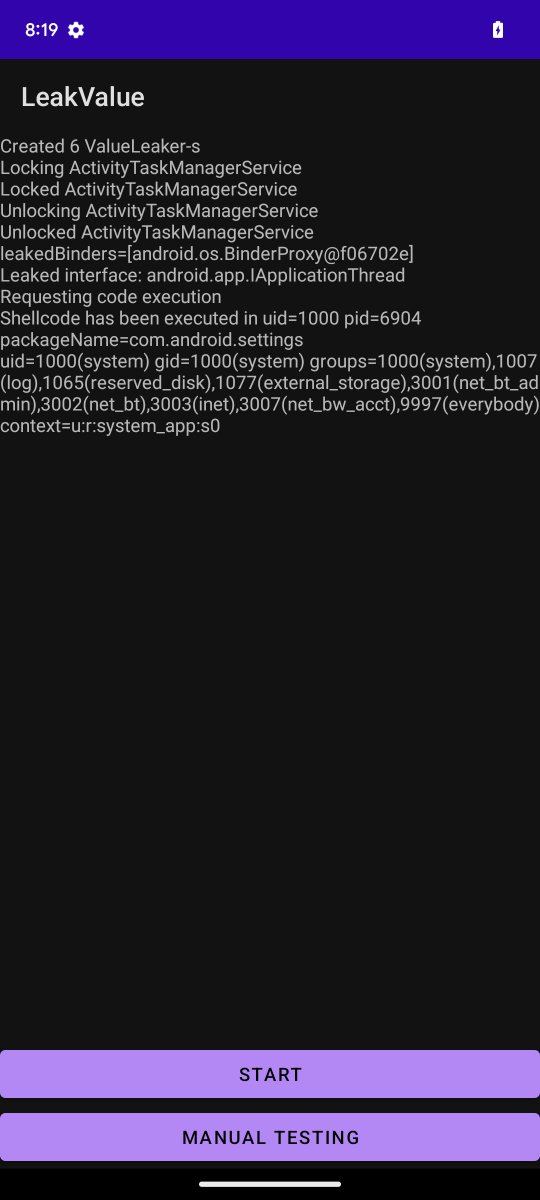 8:19
LeakValue
Created 6 ValueLeaker-s
Locking ActivityTaskManagerService
Locked ActivityTaskManagerService
Unlocking ActivityTaskManagerService
Unlocked ActivityTaskManagerService
leakedBinders=[android.os.BinderProxy@f06702e]
Leaked interface: android.app.IApplicationThread
Requesting code execution
Shellcode has been executed in uid=1000 pid=6904
packageName=com.android.settings
uid=1000(system) gid=1000(system) groups=1000(system),1007
(log),1065(reserved_disk),1077(external_storage),3001(net_bt_ad
min),3002(net_bt),3003(inet),3007(net_bw_acct),9997(everybody)
context=u:r:system_app:s0
START
MANUAL TESTING